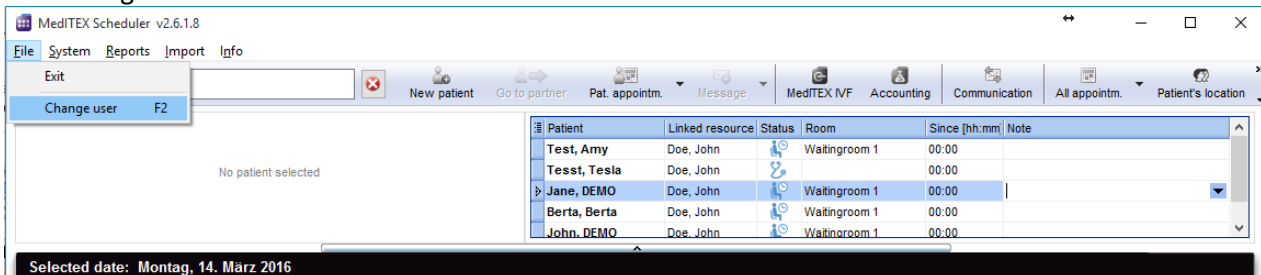 MedITEX Scheduler v2.6.1.8
File System Reports Import Info
Exit
Change user F2
New patient Go to partner Pat. appointm. Message MedITEX IVF Accounting Communication All appointm. Patient's location
No patient selected
Patient Linked resource Status Room Since [hh:mm] Note
Test, Amy Doe, John Waitingroom 1 00:00
Tesst, Tesla Doe, John 00:00
Jane, DEMO Doe, John Waitingroom 1 00:00
Berta, Berta Doe, John Waitingroom 1 00:00
John, DEMO Doe, John Waitingroom 1 00:00
Selected date: Montag, 14. März 2016